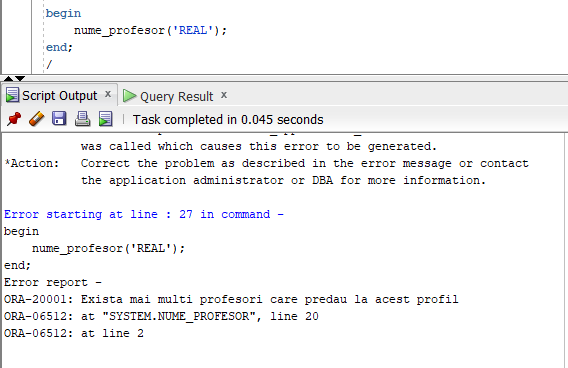 begin
nume_profesor('REAL');
end;
/
Script Output x
Query Result x
Task completed in 0.045 seconds
was called which causes this error to be generated.
*Action: Correct the problem as described in the error message or contact
the application administrator or DBA for more information.
Error starting at line : 27 in command -
begin
nume_profesor('REAL');
end;
Error report -
ORA-20001: Exista mai multi profesori care predau la acest profil
ORA-06512: at "SYSTEM.NUME_PROFESOR", line 20
ORA-06512: at line 2